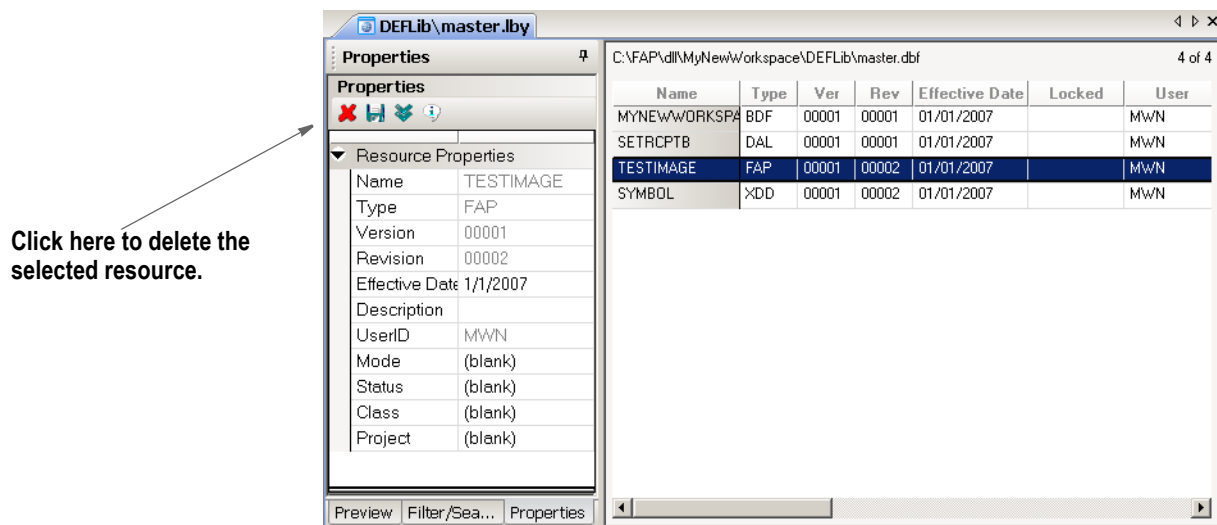 DEFLib\master.lby
Properties
C:\FAP\dll\MyNewWorkspace\DEFLib\master.dbf 4 of 4
Properties
Name Type Ver Rev Effective Date Locked User
MYNEWWORKSPA BDF 00001 00001 01/01/2007 MWN
SETRCPTB DAL 00001 00001 01/01/2007 MWN
TESTIMAGE FAP 00001 00002 01/01/2007 MWN
SYMBOL XDD 00001 00002 01/01/2007 MWN
Resource Properties
Name TESTIMAGE
Type FAP
Version 00001
Revision 00002
Effective Date 1/1/2007
Description
UserID MWN
Mode (blank)
Status (blank)
Class (blank)
Project (blank)
Preview Filter/Sea... Properties
Click here to delete the
selected resource.